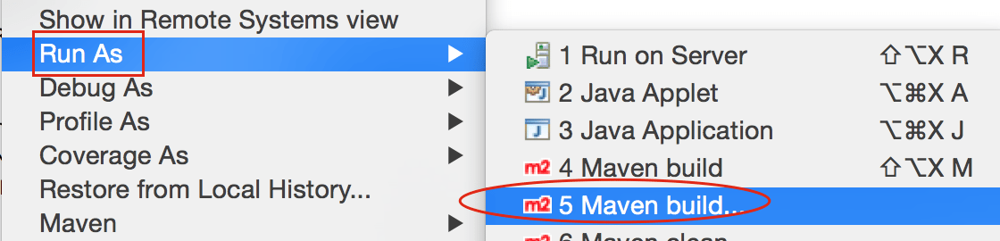 Show in Remote Systems view
Run As
Debug As
Profile As
Coverage As
Restore from Local History...
Maven
1 Run on Server ⇧⌥X R
2 Java Applet ⌥⌘X A
3 Java Application ⌥⌘X J
m2 4 Maven build ⇧⌥X M
m2 5 Maven build...
6 Maven clean